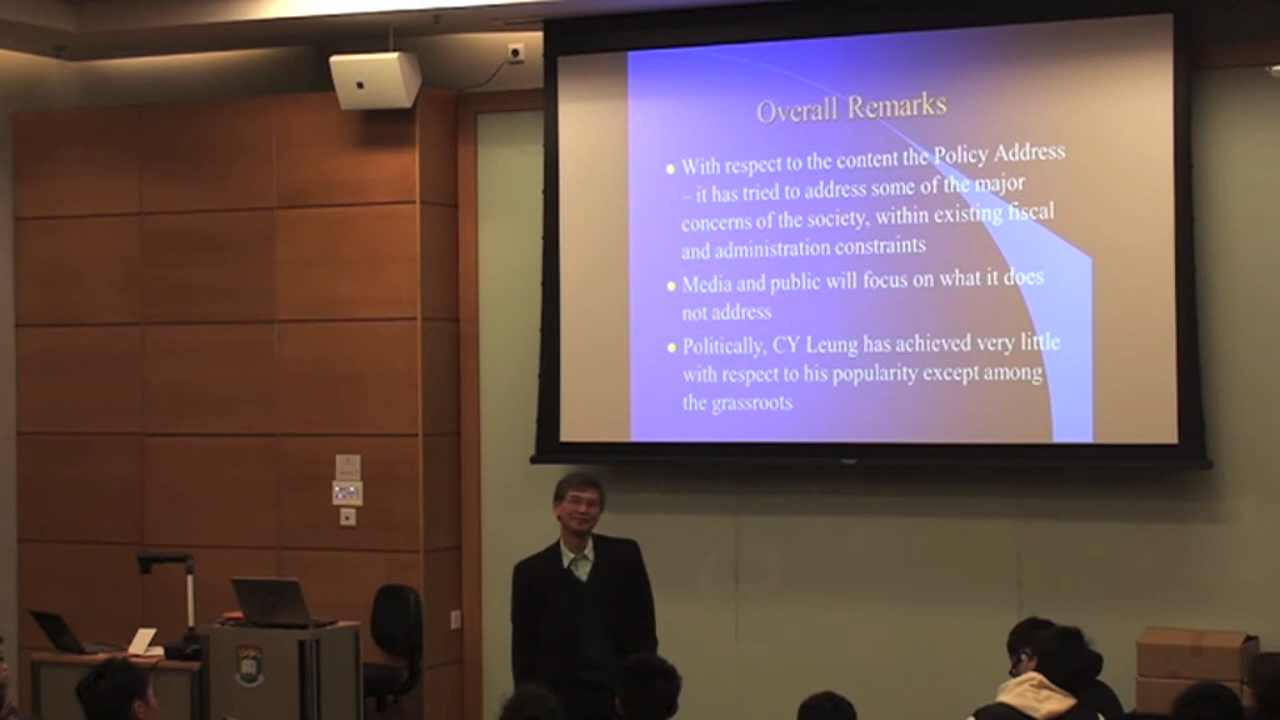 Overall Remarks
With respect to the content the Policy Address
– it has tried to address some of the major
concerns of the society, within existing fiscal
and administration constraints
Media and public will focus on what it does
not address
Politically, CY Leung has achieved very little
with respect to his popularity except among
the grassroots